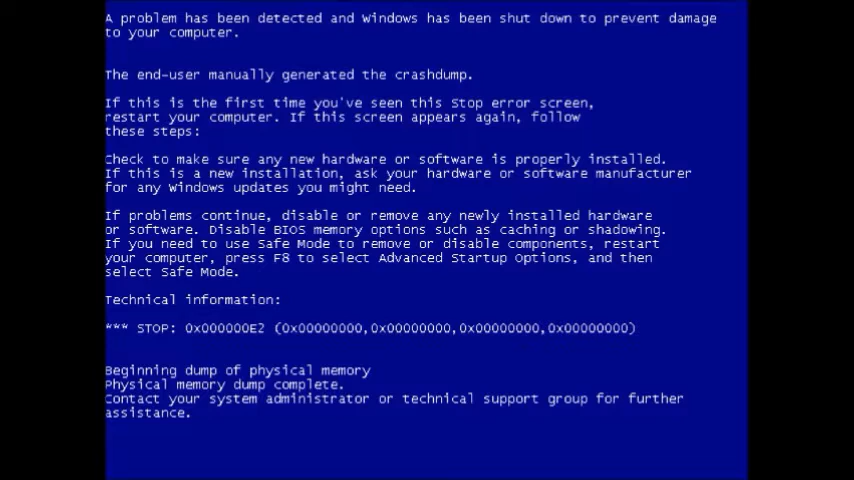 A problem has been detected and Windows has been shut down to prevent damage
to your computer.
The end-user manually generated the crashdump.
If this is the first time you've seen this Stop error screen,
restart your computer. If this screen appears again, follow
these steps:
Check to make sure any new hardware or software is properly installed.
If this is a new installation, ask your hardware or software manufacturer
for any Windows updates you might need.
If problems continue, disable or remove any newly installed hardware
or software. Disable BIOS memory options such as caching or shadowing.
If you need to use Safe Mode to remove or disable components, restart
your computer, press F8 to select Advanced Startup Options, and then
select Safe Mode.
Technical information:
*** STOP: 0x000000E2 (0x00000000,0x00000000,0x00000000,0x00000000)
Beginning dump of physical memory
Physical memory dump complete.
Contact your system administrator or technical support group for further
assistance.